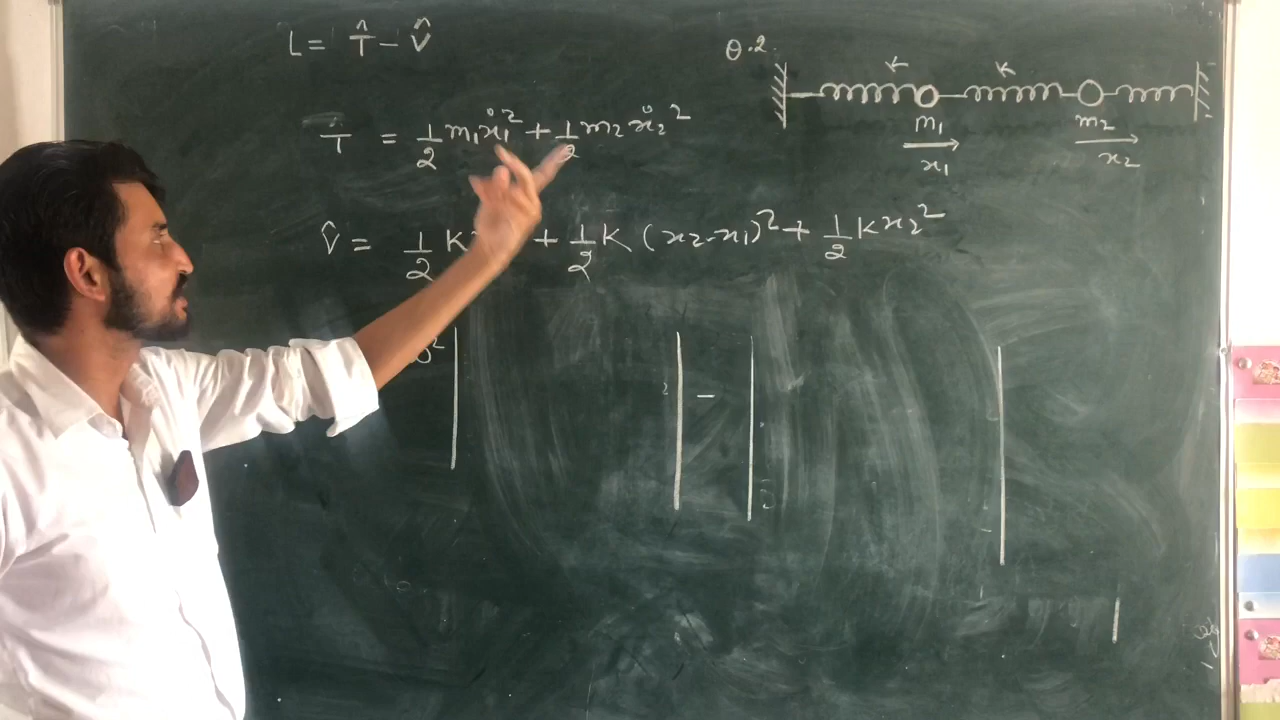 L = T̂ - V̂
θ.2.
K K
T̂ = 1/2 m₁ẋ₁² + 1/2 m₂ẋ₂²
m₁ m₂
x₁ x₂
V̂ = 1/2 K + 1/2 K (x₂-x₁)² + 1/2 K x₂²
-